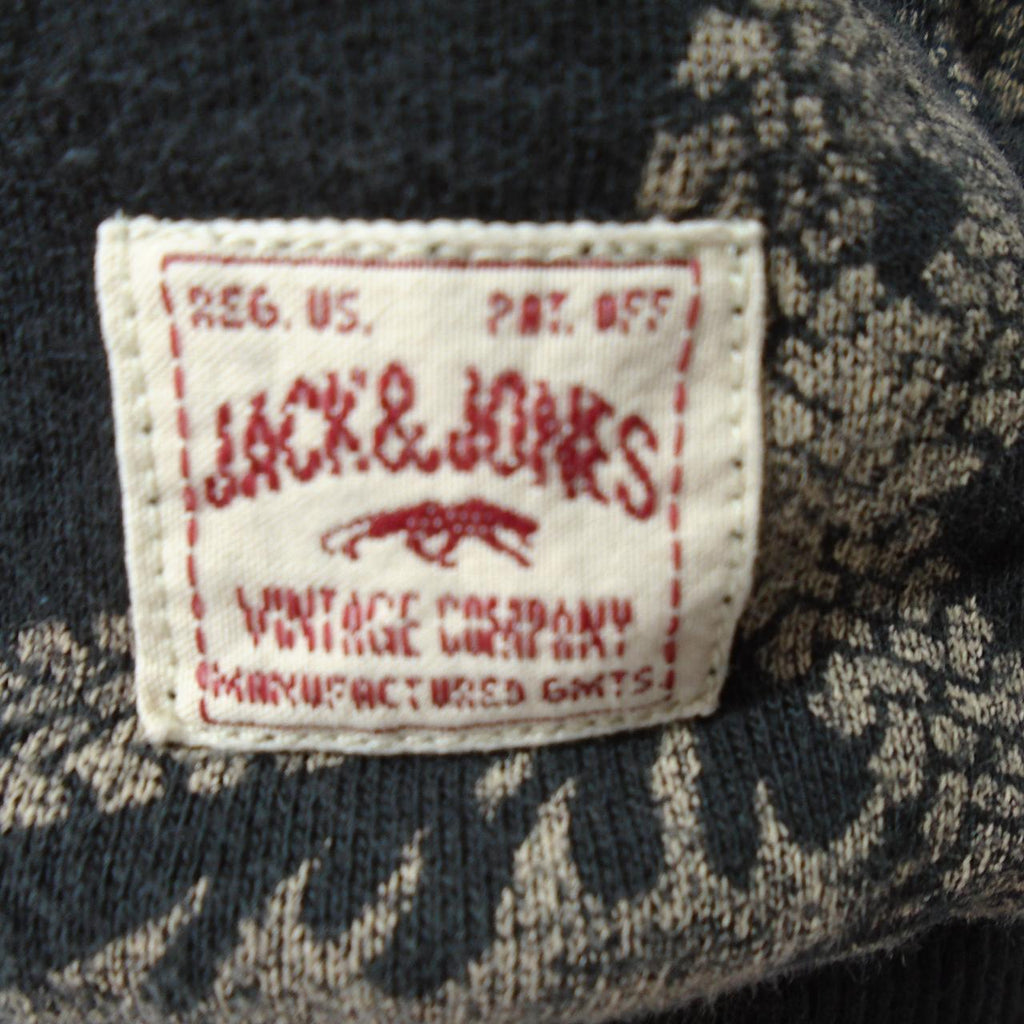 REG. US. PAT. OFF
JACK & JONES
VINTAGE COMPANY
MANUFACTURED GMTS.